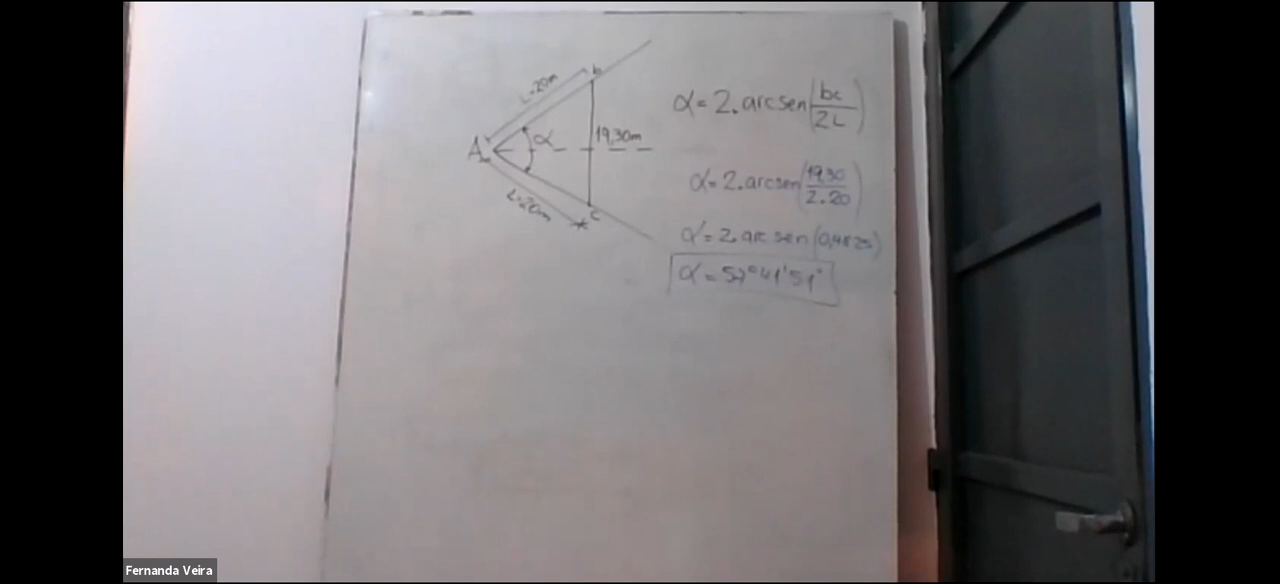 L=20m
b
A
α
19,30m
L=20m
c
α = 2. arcsen(bc/2L)
α = 2. arcsen(19,30/2.20)
α = 2. arc sen (0,4825)
α = 57°41'51"
Fernanda Veira